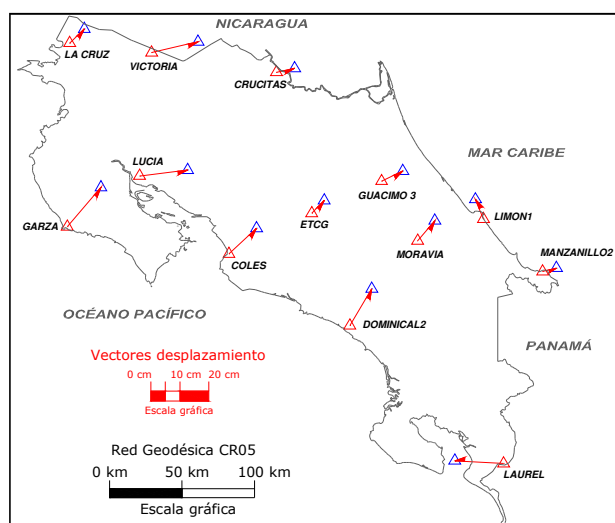 NICARAGUA
LA CRUZ
VICTORIA
CRUCITAS
MAR CARIBE
LUCIA
GUACIMO 3
GARZA
ETCG
LIMON1
COLES
MORAVIA
MANZANILLO2
OCÉANO PACÍFICO
DOMINICAL2
PANAMÁ
Vectores desplazamiento
0 cm 10 cm 20 cm
Escala gráfica
Red Geodésica CR05
0 km 50 km 100 km
Escala gráfica
LAUREL